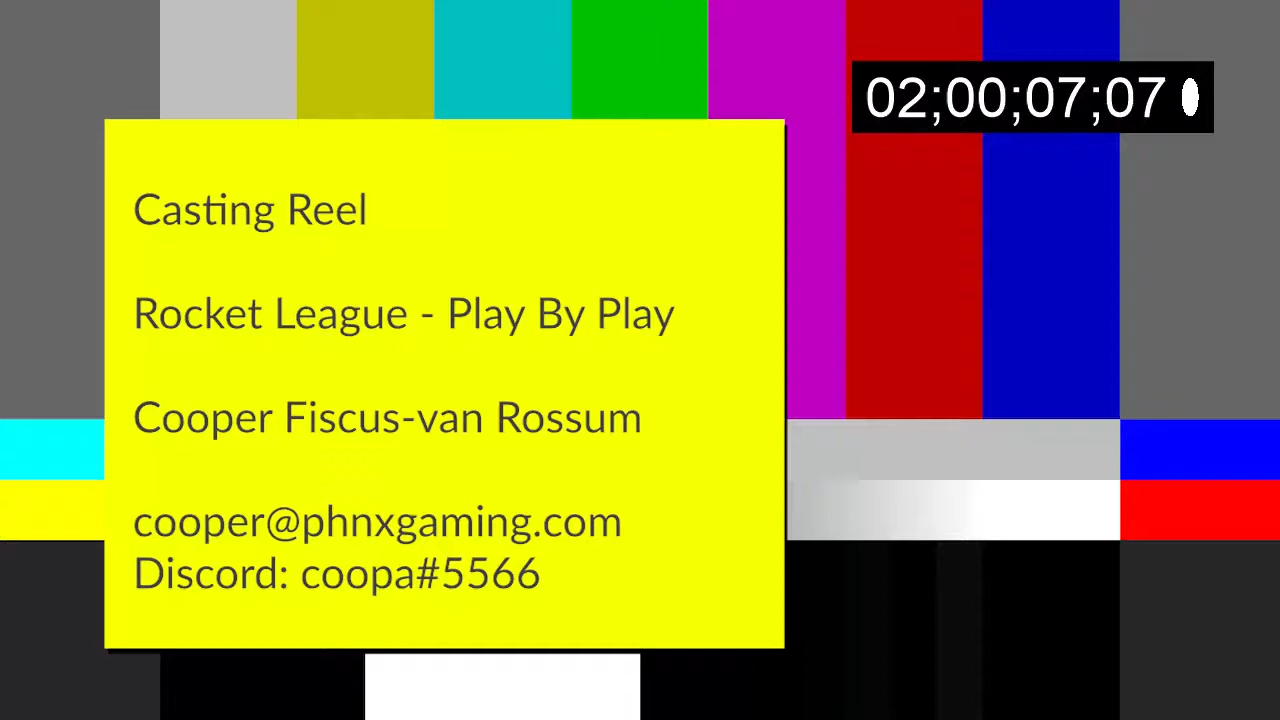 02;00;07;07
Casting Reel
Rocket League - Play By Play
Cooper Fiscus-van Rossum
cooper@phnxgaming.com
Discord: coopa#5566